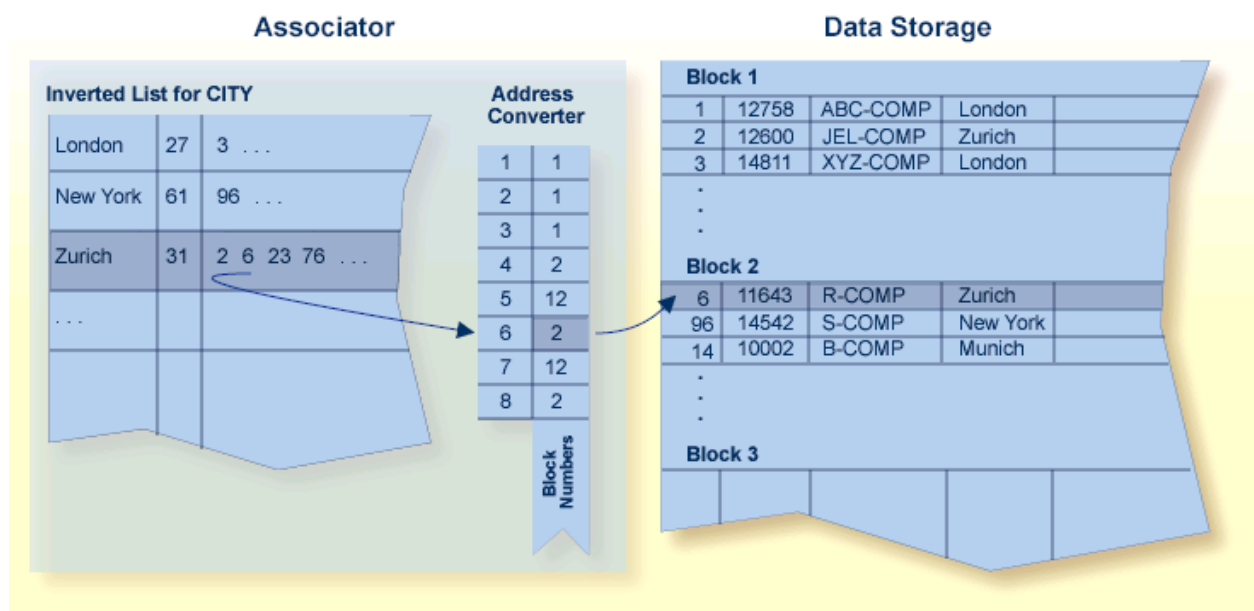 Associator
Data Storage
Inverted List for CITY
London 27 3 . . .
New York 61 96 . . .
Zurich 31 2 6 23 76 . . .
. . .
Address
Converter
1 1
2 1
3 1
4 2
5 12
6 2
7 12
8 2
Block
Numbers
Block 1
1 12758 ABC-COMP London
2 12600 JEL-COMP Zurich
3 14811 XYZ-COMP London
.
.
.
Block 2
6 11643 R-COMP Zurich
96 14542 S-COMP New York
14 10002 B-COMP Munich
.
.
.
Block 3